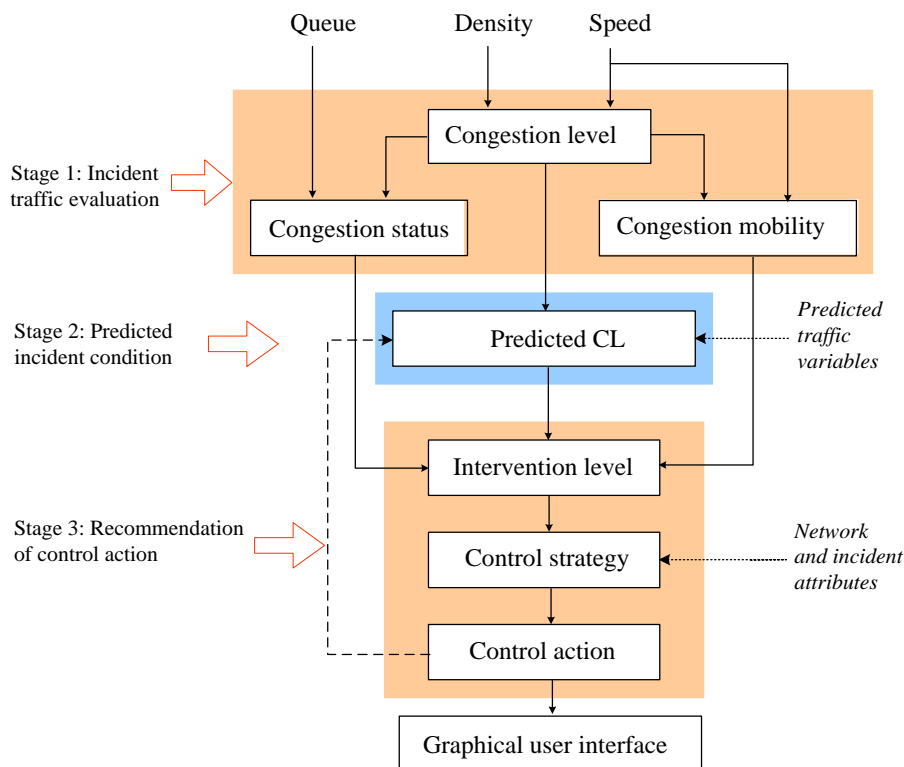 Queue
Density
Speed
Congestion level
Stage 1: Incident
traffic evaluation
Congestion status
Congestion mobility
Stage 2: Predicted
incident condition
Predicted CL
Predicted
traffic
variables
Intervention level
Stage 3: Recommendation
of control action
Control strategy
Network
and incident
attributes
Control action
Graphical user interface